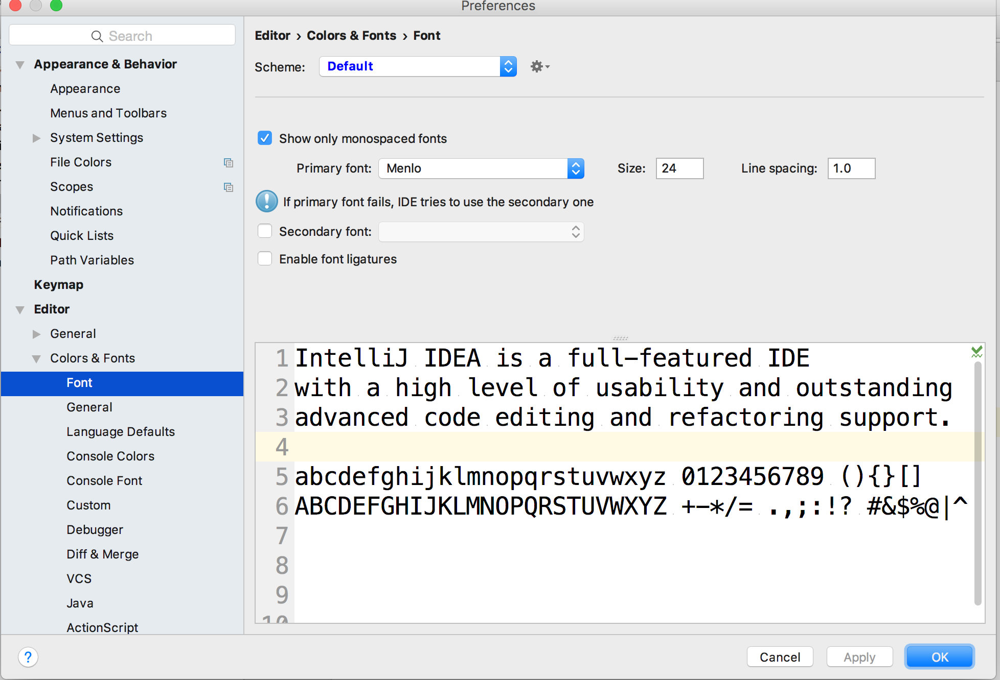 Preferences
Search
Appearance & Behavior
Appearance
Menus and Toolbars
System Settings
File Colors
Scopes
Notifications
Quick Lists
Path Variables
Keymap
Editor
General
Colors & Fonts
Font
General
Language Defaults
Console Colors
Console Font
Custom
Debugger
Diff & Merge
VCS
Java
ActionScript
Editor › Colors & Fonts › Font
Scheme: Default
Show only monospaced fonts
Primary font: Menlo Size: 24 Line spacing: 1.0
If primary font fails, IDE tries to use the secondary one
Secondary font:
Enable font ligatures
1 IntelliJ IDEA is a full-featured IDE
2 with a high level of usability and outstanding
3 advanced code editing and refactoring support.
4
5 abcdefghijklmnopqrstuvwxyz 0123456789 (){}[]
6 ABCDEFGHIJKLMNOPQRSTUVWXYZ +-*/= .,;:!? #&$%@|^
7
8
9
10
? Cancel Apply OK